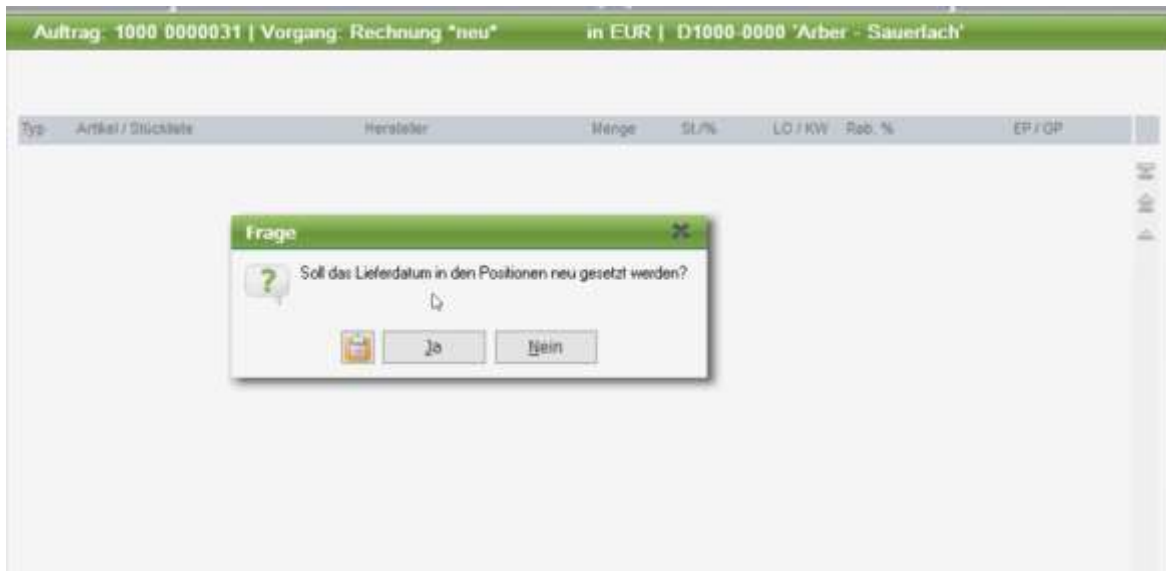 Auftrag: 1000 0000031 | Vorgang: Rechnung *neu* in EUR | D1000-0000 'Arber - Sauerlach'
Typ Artikel / Stückliste Hersteller Menge St./% LO / KW Rab. % EP / GP
Frage
Soll das Lieferdatum in den Positionen neu gesetzt werden?
Ja Nein